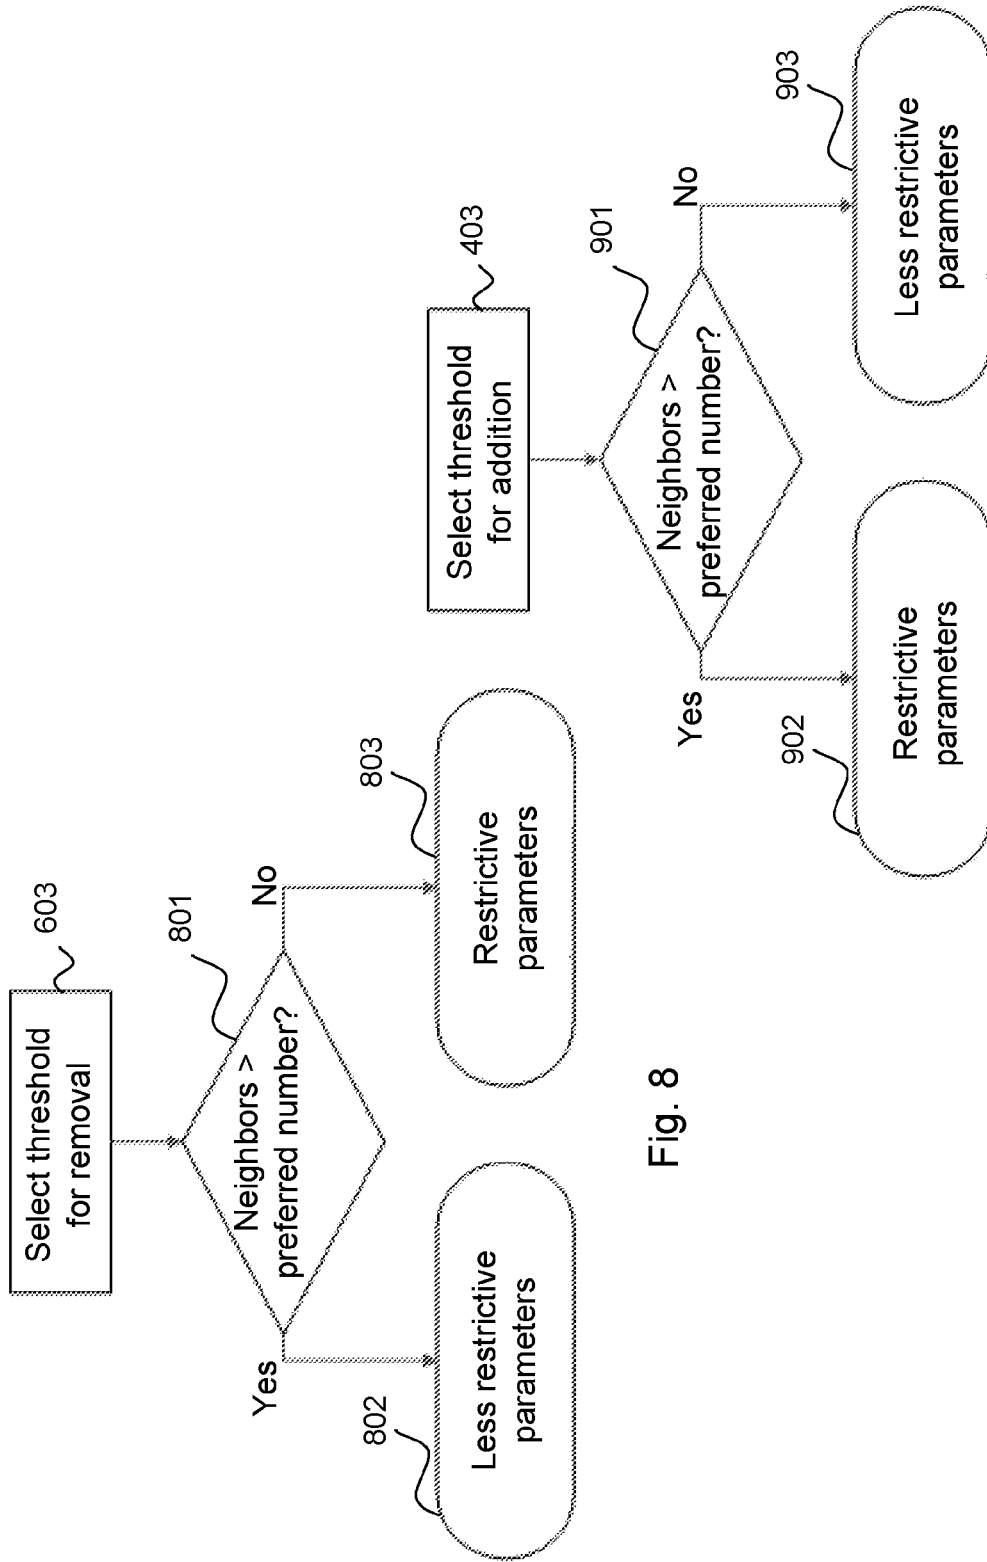 Select threshold
for removal
603
801
Neighbors >
preferred number?
Yes
No
802
Less restrictive
parameters
803
Restrictive
parameters
Fig. 8
Select threshold
for addition
403
901
Neighbors >
preferred number?
Yes
No
902
Restrictive
parameters
903
Less restrictive
parameters